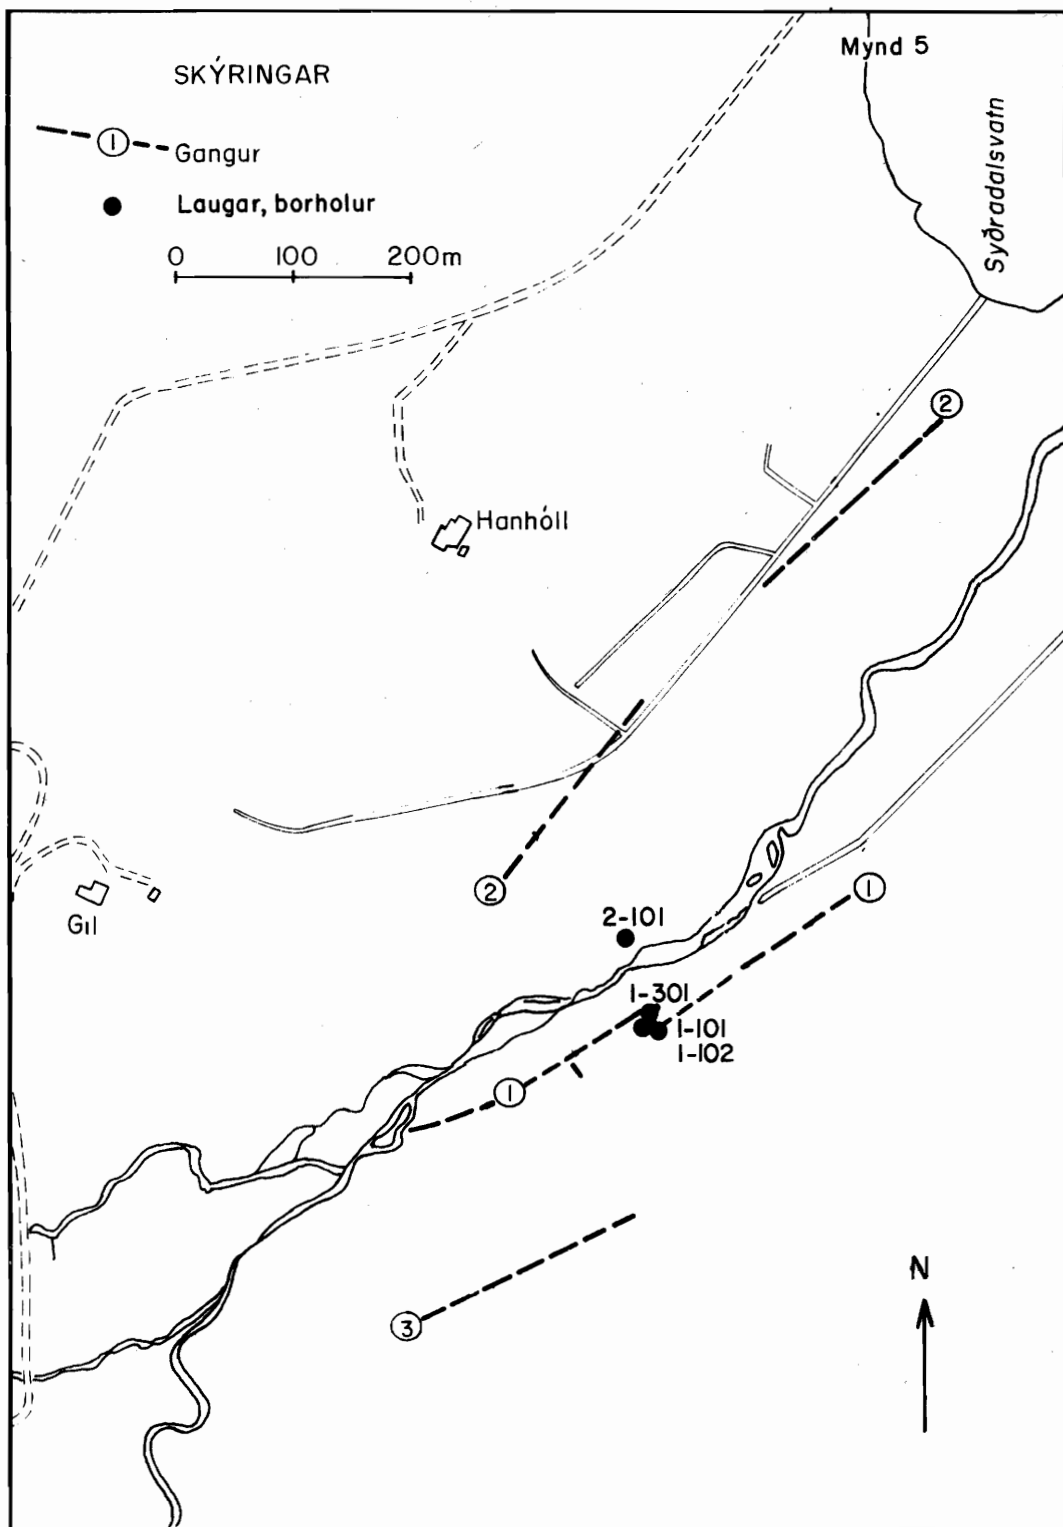 Mynd 5
SKÝRINGAR
1 Gangur
Laugar, borholur
0 100 200m
Syðradalsvatn
2
Hanhóll
2
1
Gil
2-101
1-301
1-101
1-102
1
3
N